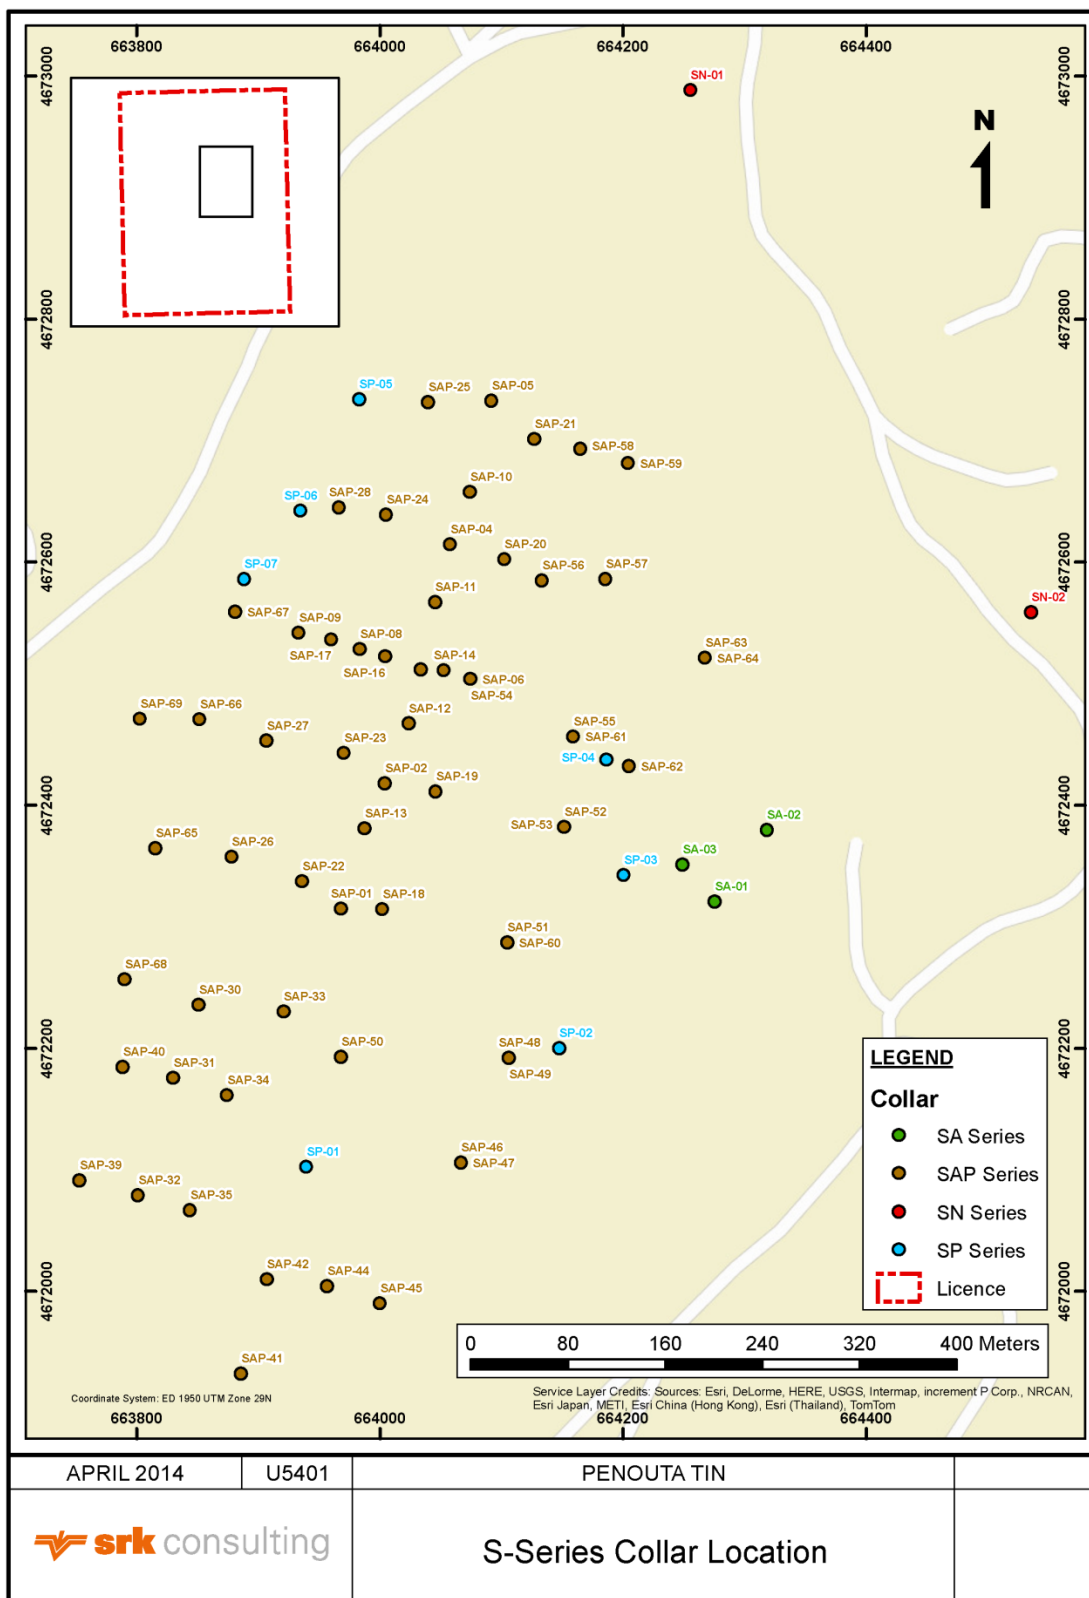 663800
664000
664200
664400
4673000
4673000
SN-01
N
4672800
4672800
SP-05
SAP-25
SAP-05
SAP-21
SAP-58
SAP-59
SAP-10
SP-06
SAP-28
SAP-24
SAP-04
SAP-20
4672600
4672600
SP-07
SAP-56
SAP-57
SAP-11
SN-02
SAP-67
SAP-09
SAP-17
SAP-08
SAP-16
SAP-14
SAP-06
SAP-54
SAP-63
SAP-64
SAP-69
SAP-66
SAP-27
SAP-12
SAP-23
SAP-55
SAP-61
SP-04
SAP-62
SAP-02
SAP-19
4672400
4672400
SAP-13
SAP-52
SAP-53
SA-02
SAP-65
SAP-26
SP-03
SA-03
SAP-22
SA-01
SAP-01
SAP-18
SAP-51
SAP-60
SAP-68
SAP-30
SAP-33
4672200
4672200
SAP-40
SAP-31
SAP-34
SAP-50
SAP-48
SAP-49
SP-02
SAP-39
SAP-32
SAP-35
SP-01
SAP-46
SAP-47
4672000
4672000
SAP-42
SAP-44
SAP-45
SAP-41
LEGEND
Collar
SA Series
SAP Series
SN Series
SP Series
Licence
0 80 160 240 320 400 Meters
Coordinate System: ED 1950 UTM Zone 29N
Service Layer Credits: Sources: Esri, DeLorme, HERE, USGS, Intermap, increment P Corp., NRCAN,
Esri Japan, METI, Esri China (Hong Kong), Esri (Thailand), TomTom
663800
664000
664200
664400
APRIL 2014
U5401
PENOUTA TIN
srk consulting
S-Series Collar Location